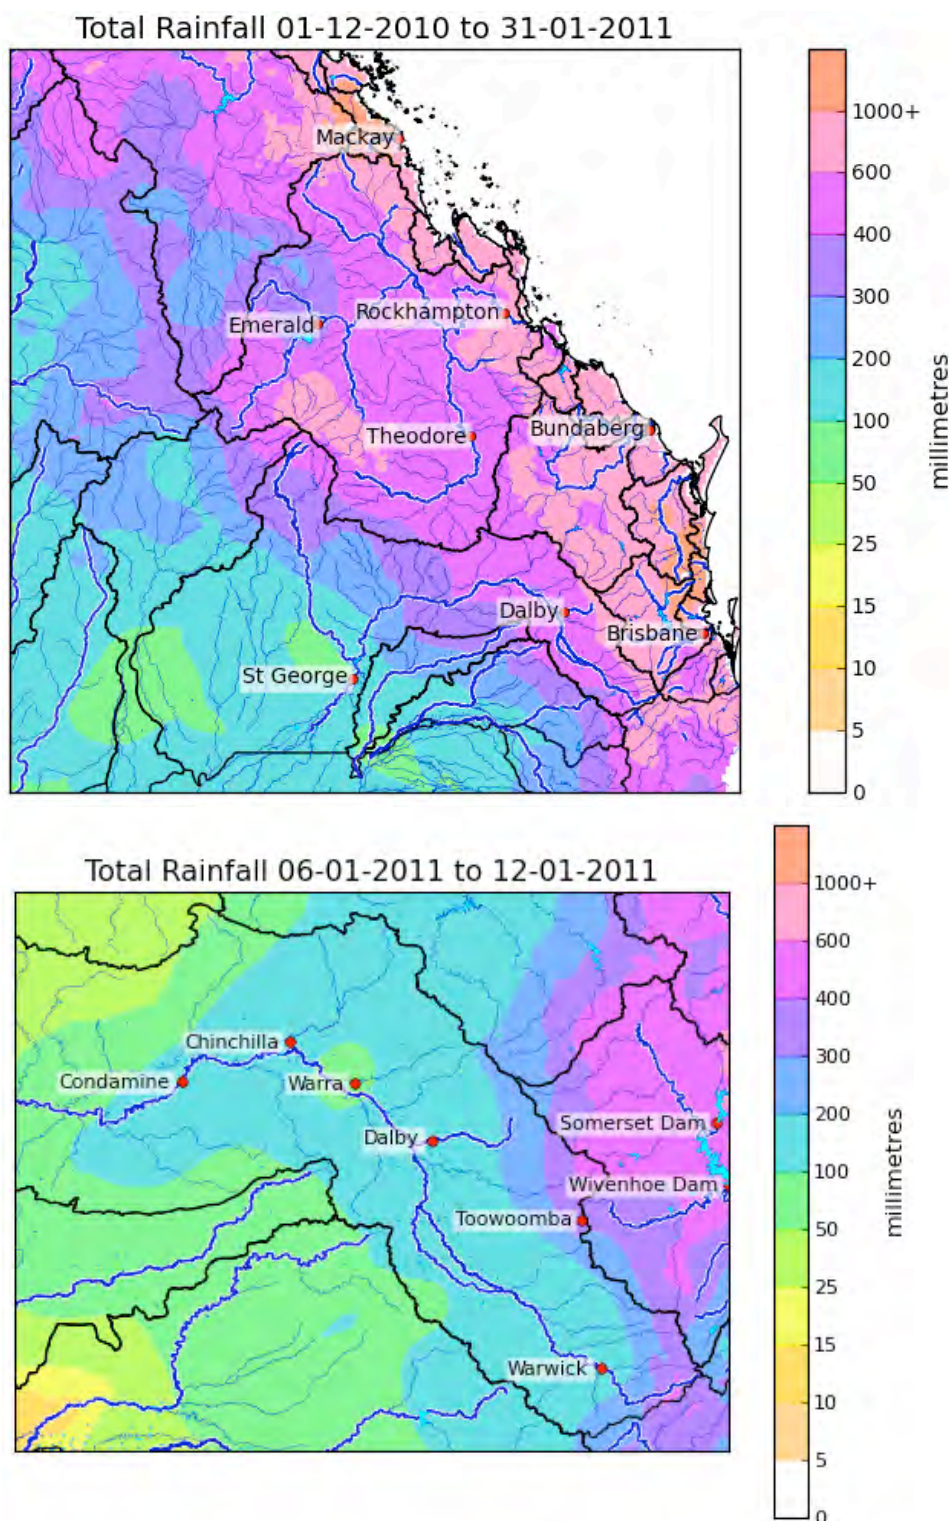 Total Rainfall 01-12-2010 to 31-01-2011
Mackay
Emerald
Rockhampton
Theodore
Bundaberg
Dalby
Brisbane
St George
1000+
600
400
300
200
100
50
25
15
10
5
0
millimetres
Total Rainfall 06-01-2011 to 12-01-2011
Chinchilla
Condamine
Warra
Dalby
Somerset Dam
Wivenhoe Dam
Toowoomba
Warwick
1000+
600
400
300
200
100
50
25
15
10
5
0
millimetres